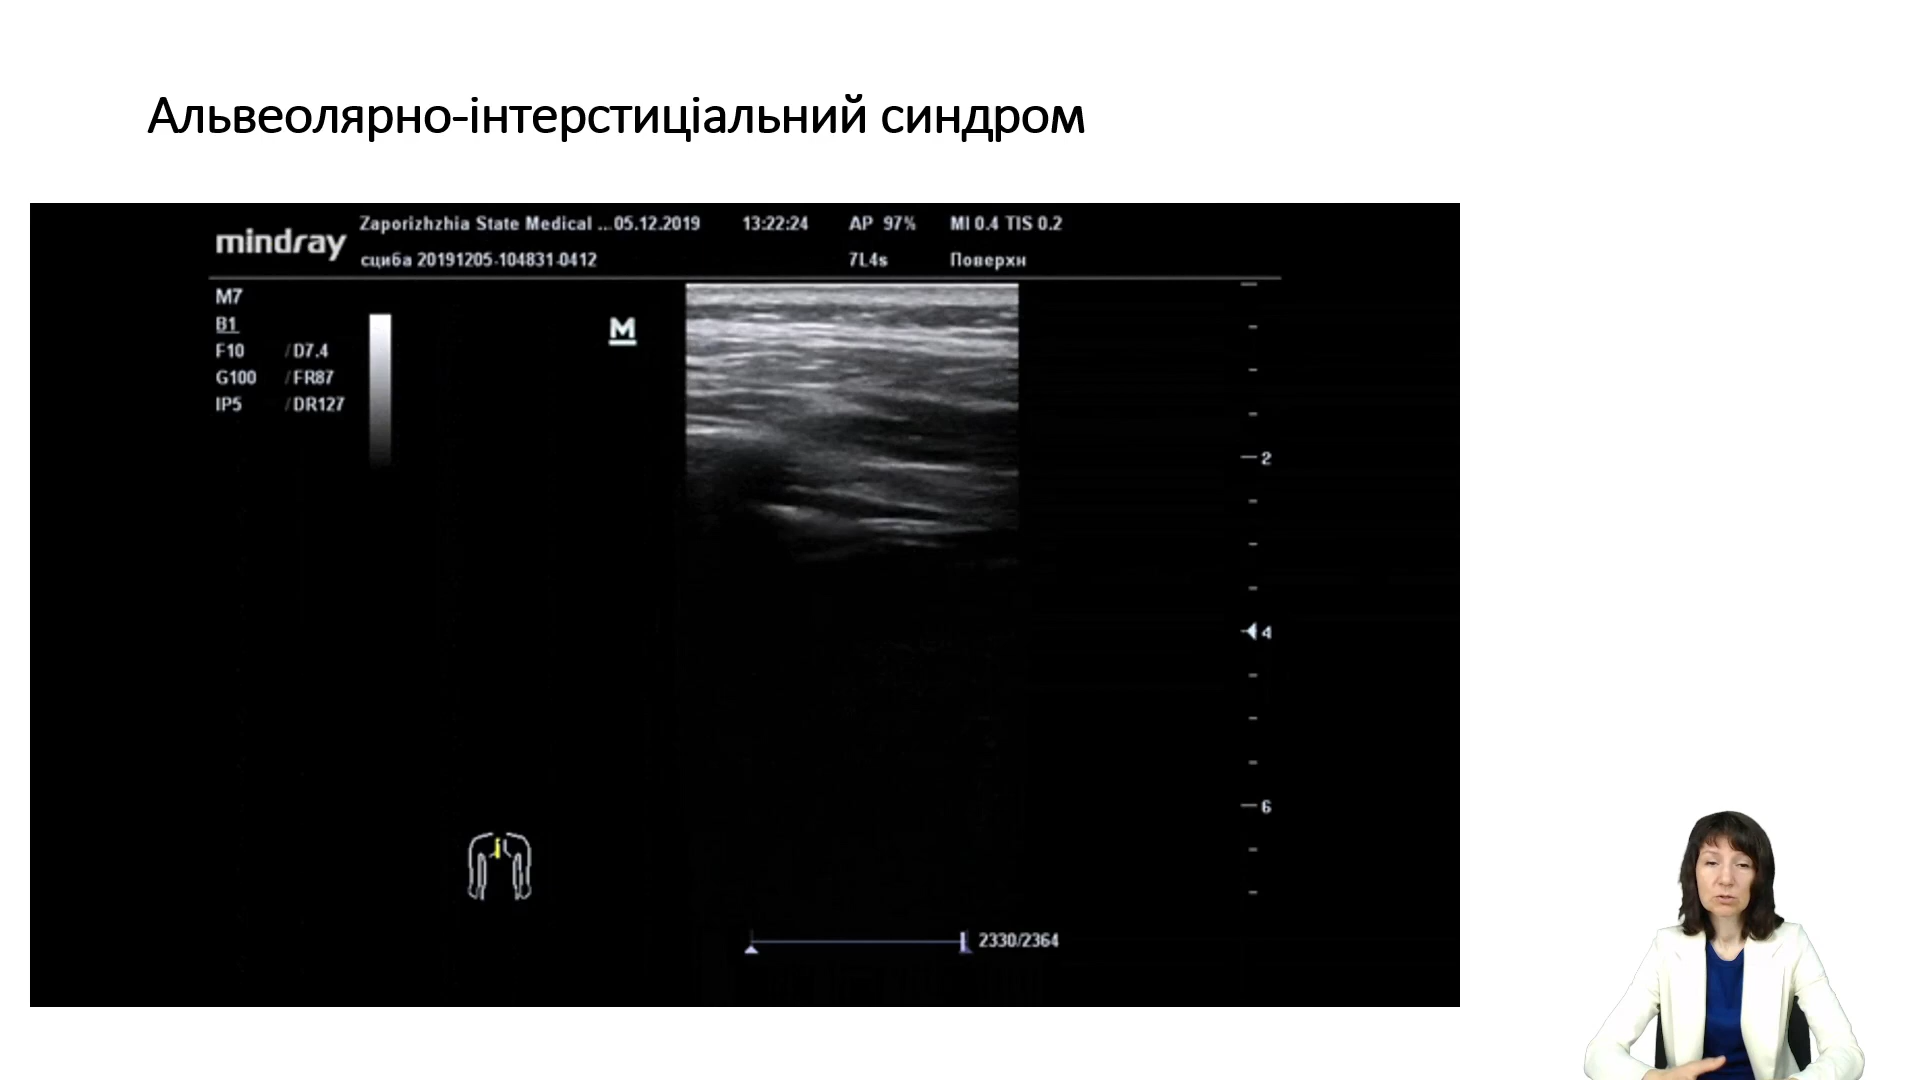 Альвеолярно-інтерстиціальний синдром
mindray
Zaporizhzhia State Medical ... 05.12.2019 13:22:24 AP 97% MI 0.4 TIS 0.2
сциба 20191205-104831-0412 7L4s Поверхн
M7
B1
F10 / D7.4
G100 / FR87
IP5 / DR127
M
2
4
6
2330/2364